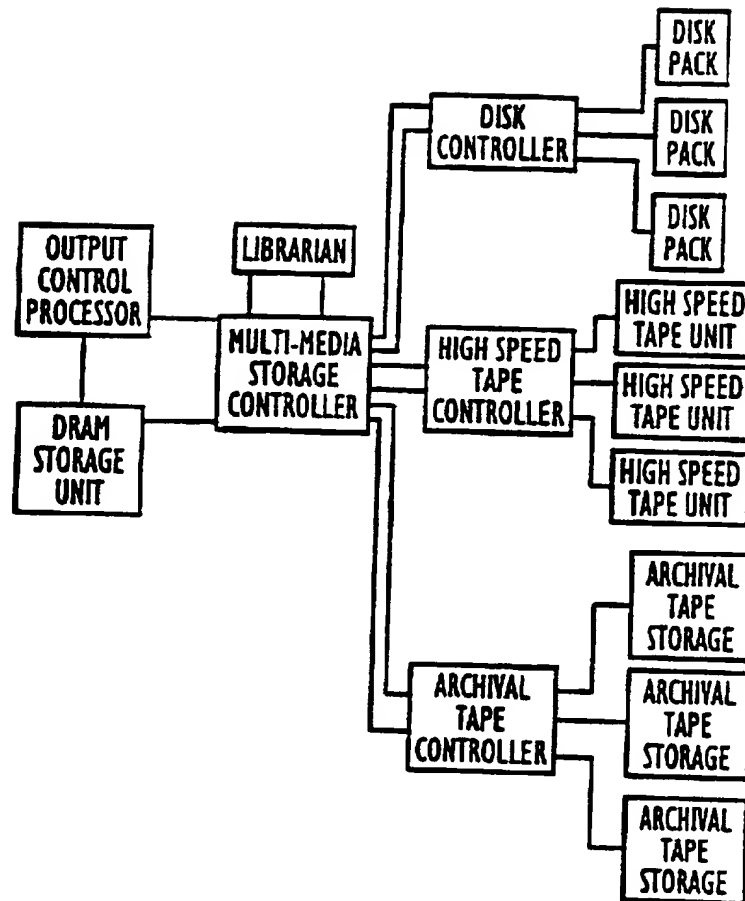 DISK
PACK
DISK
CONTROLLER
DISK
PACK
DISK
PACK
OUTPUT
CONTROL
PROCESSOR
LIBRARIAN
MULTI-MEDIA
STORAGE
CONTROLLER
HIGH SPEED
TAPE
CONTROLLER
HIGH SPEED
TAPE UNIT
HIGH SPEED
TAPE UNIT
HIGH SPEED
TAPE UNIT
DRAM
STORAGE
UNIT
ARCHIVAL
TAPE
STORAGE
ARCHIVAL
TAPE
CONTROLLER
ARCHIVAL
TAPE
STORAGE
ARCHIVAL
TAPE
STORAGE